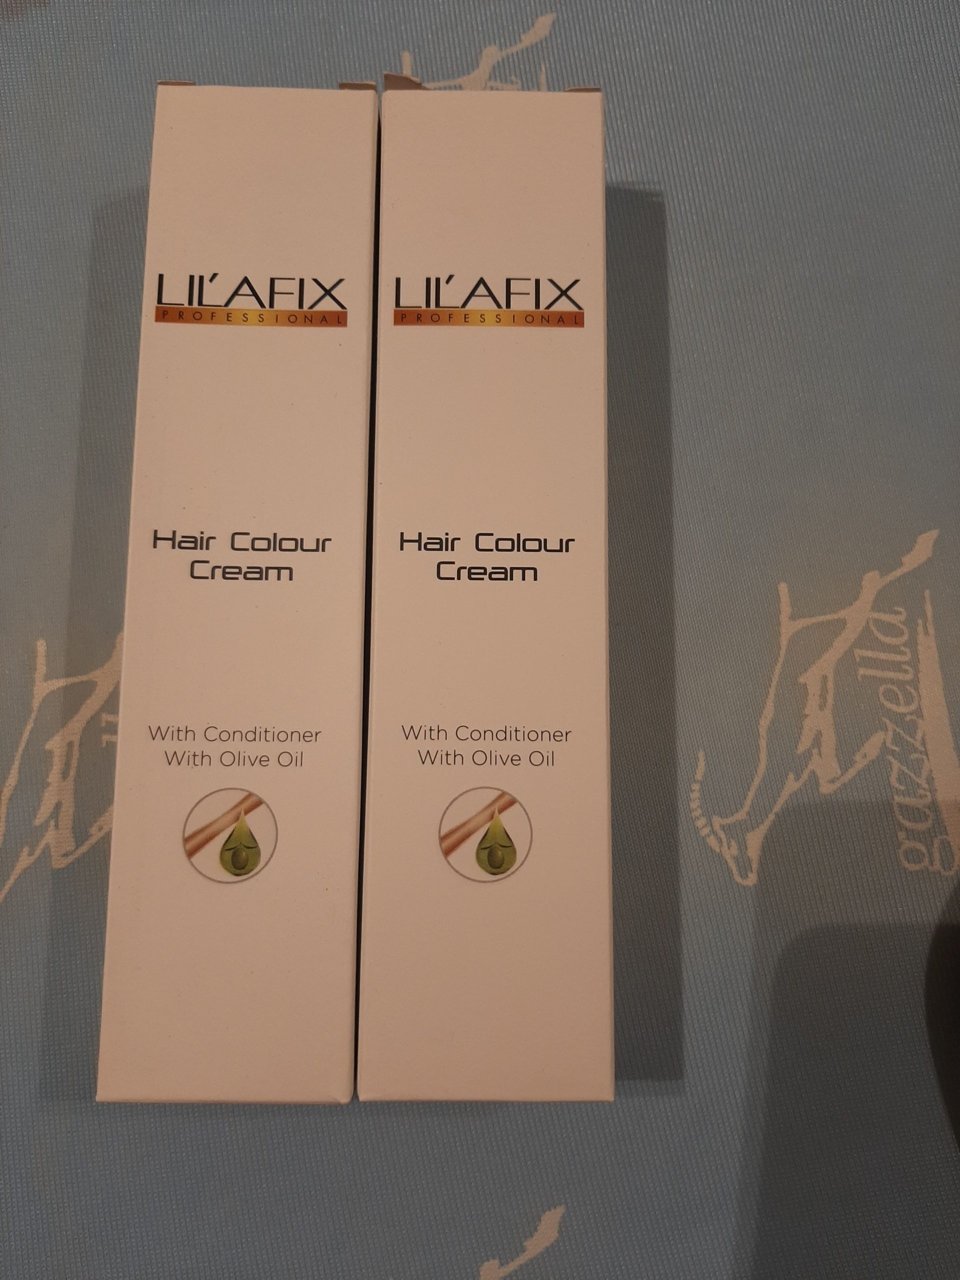 LIL'AFIX
PROFESSIONAL
Hair Colour
Cream
With Conditioner
With Olive Oil
LIL'AFIX
PROFESSIONAL
Hair Colour
Cream
With Conditioner
With Olive Oil
gazzella